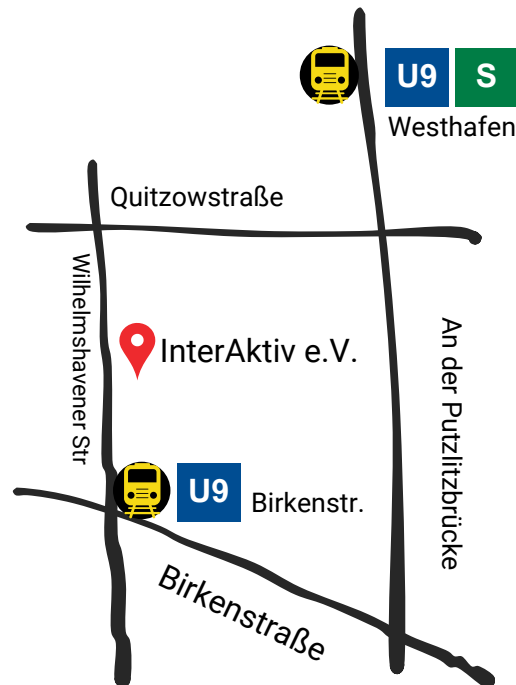 U9 S
Westhafen
Quitzowstraße
Wilhelmshavener Str
InterAktiv e.V.
An der Putzlitzbrücke
U9 Birkenstr.
Birkenstraße